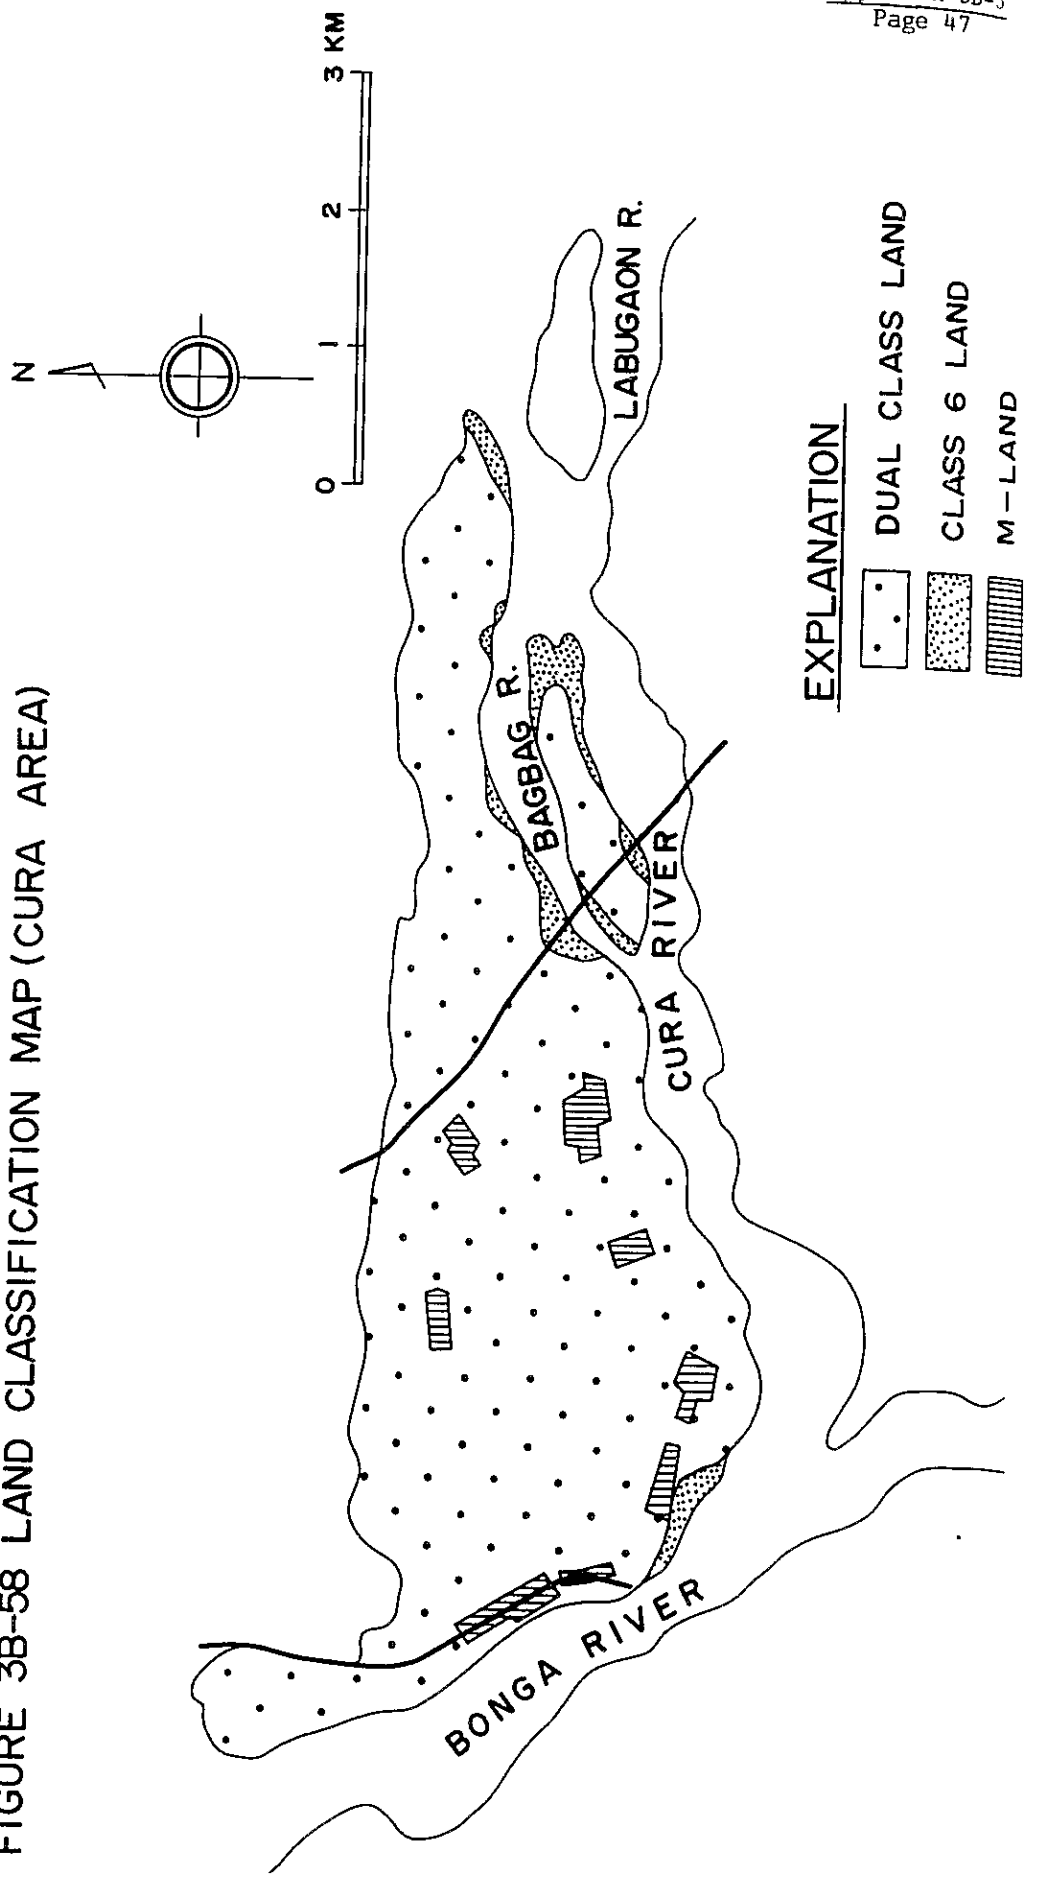 Page 47
FIGURE 3B-58 LAND CLASSIFICATION MAP (CURA AREA)
N
0 1 2 3 KM
LABUGAON R.
BAGBAG R.
CURA RIVER
BONGA RIVER
EXPLANATION
DUAL CLASS LAND
CLASS 6 LAND
M-LAND